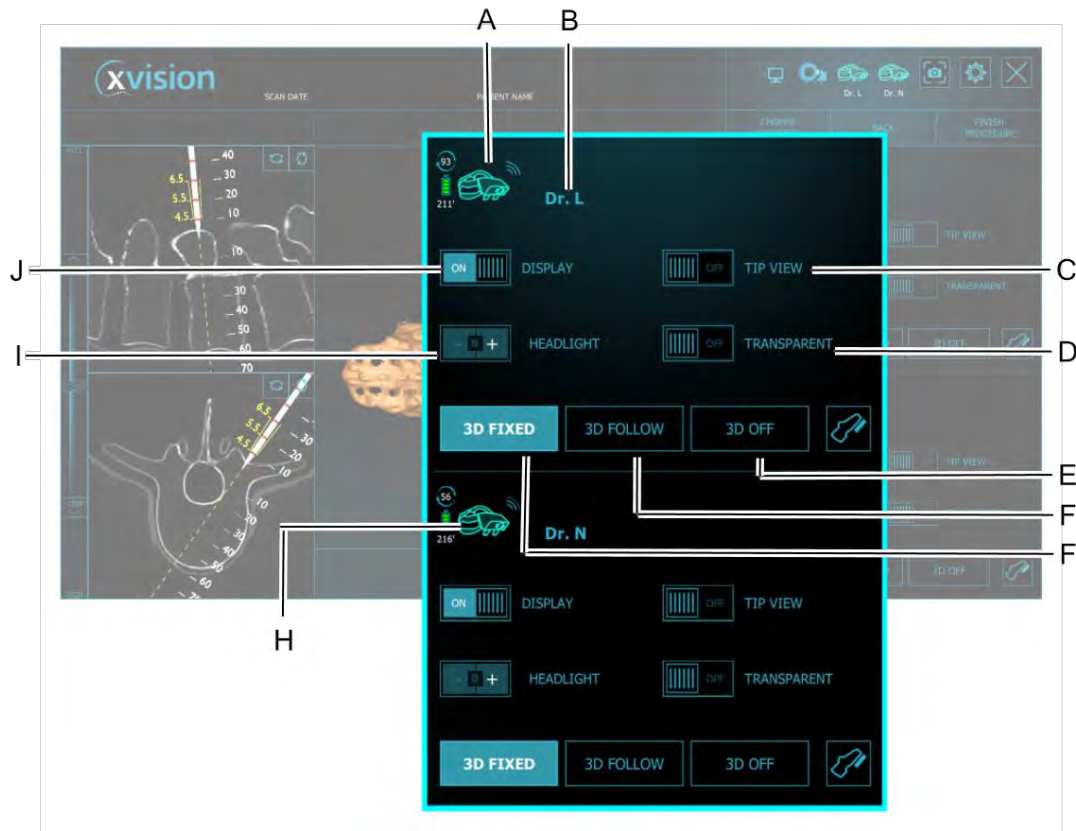 A
B
xvision
SCAN DATE
PATIENT NAME
Dr. L
Dr. N
BACK
FINISH
PROCEDURE
40
30
20
10
6.5
5.5
4.5
10
30
40
50
60
70
6.5
5.5
4.5
30
20
10
10
20
30
40
50
60
93
211'
Dr. L
TIP VIEW
J
ON
DISPLAY
OFF
TIP VIEW
C
TRANSPARENT
I
- 0 +
HEADLIGHT
OFF
TRANSPARENT
D
3D OFF
3D FIXED
3D FOLLOW
3D OFF
E
TIP VIEW
56
216'
Dr. N
F
F
H
ON
DISPLAY
OFF
TIP VIEW
3D OFF
- 0 +
HEADLIGHT
OFF
TRANSPARENT
3D FIXED
3D FOLLOW
3D OFF